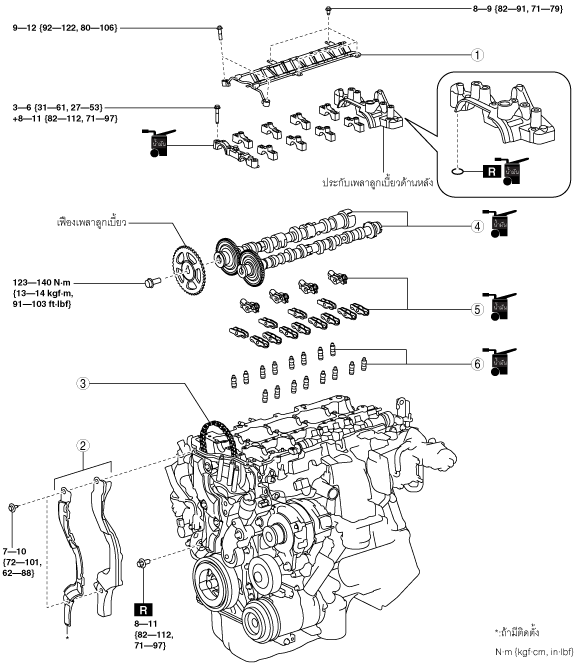 8—9 {82—91, 71—79}
9—12 {92—122, 80—106}
1
3—6 {31—61, 27—53}
+8—11 {82—112, 71—97}
น้ำมัน
R
น้ำมัน
ประกับเพลาลูกเบี้ยวด้านหลัง
เฟืองเพลาลูกเบี้ยว
4
น้ำมัน
123—140 N·m
{13—14 kgf·m,
91—103 ft·lbf}
5
น้ำมัน
6
น้ำมัน
3
2
7—10
{72—101,
62—88}
*
R
8—11
{82—112,
71—97}
*:ถ้ามีติดตั้ง
N·m {kgf·cm, in·lbf}